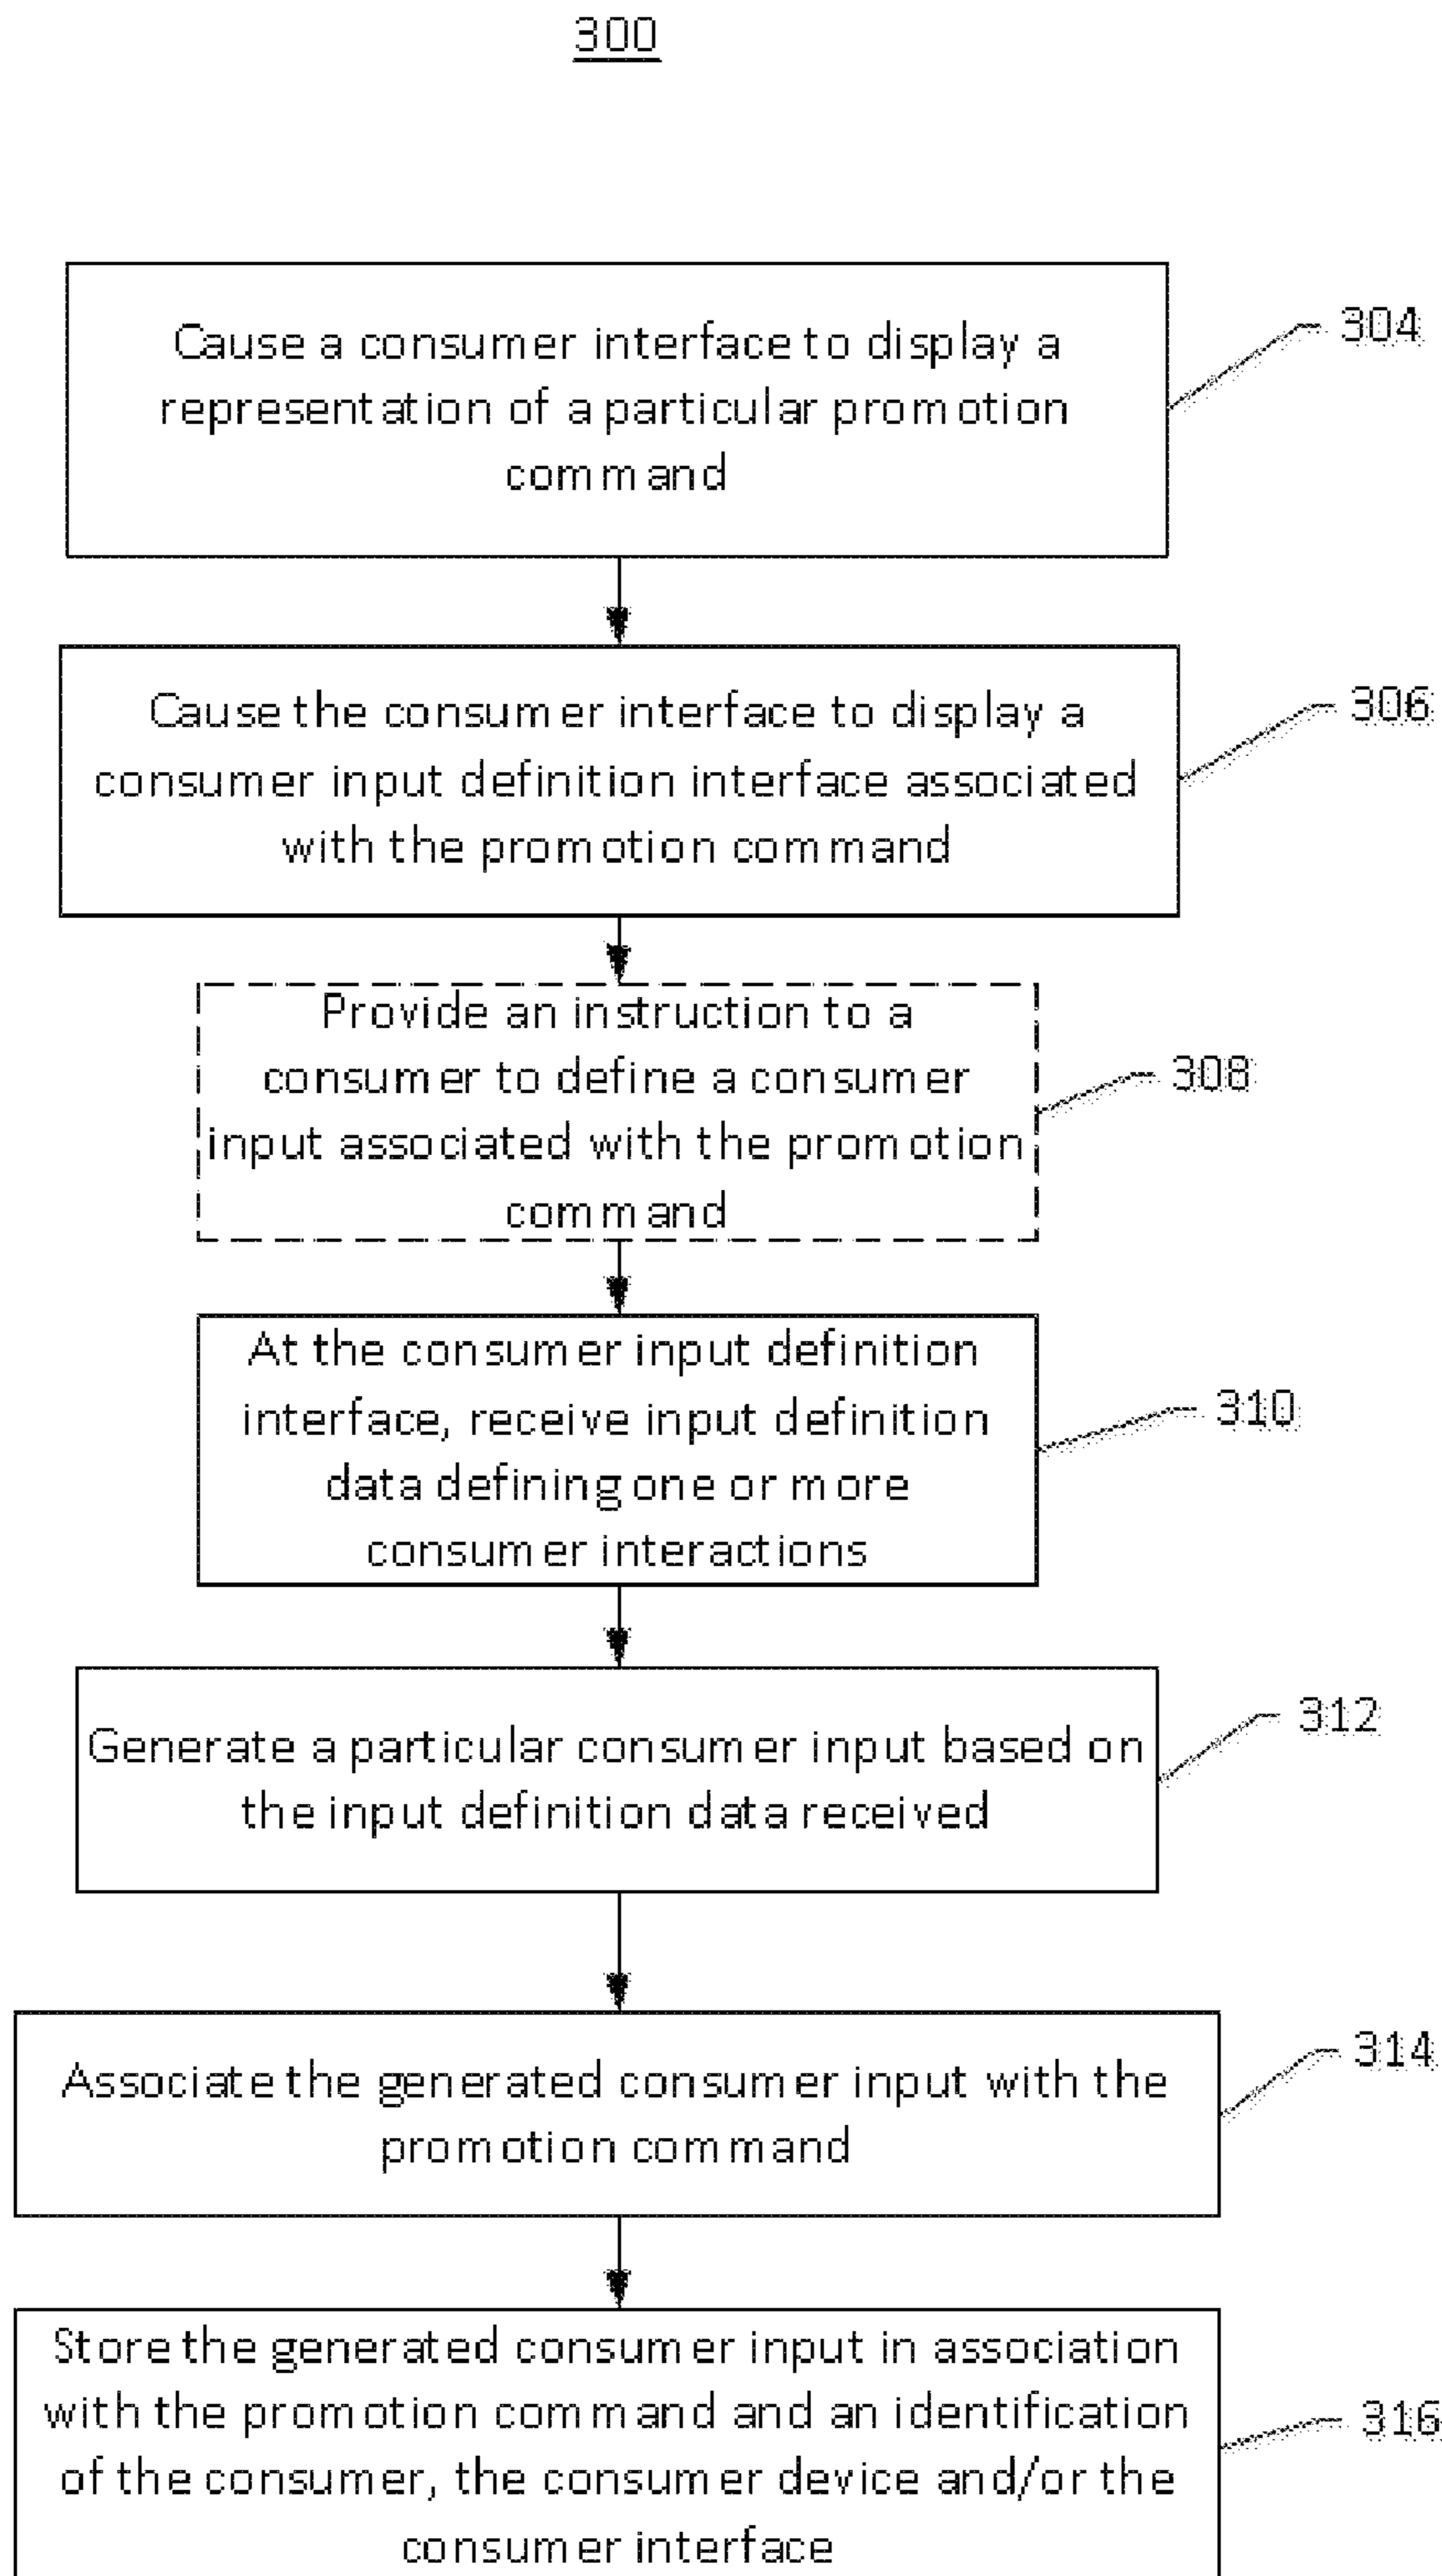 300
Cause a consumer interface to display a
representation of a particular promotion
command
304
Cause the consumer interface to display a
consumer input definition interface associated
with the promotion command
306
Provide an instruction to a
consumer to define a consumer
input associated with the promotion
command
308
At the consumer input definition
interface, receive input definition
data defining one or more
consumer interactions
310
Generate a particular consumer input based on
the input definition data received
312
Associate the generated consumer input with the
promotion command
314
Store the generated consumer input in association
with the promotion command and an identification
of the consumer, the consumer device and/or the
consumer interface
316